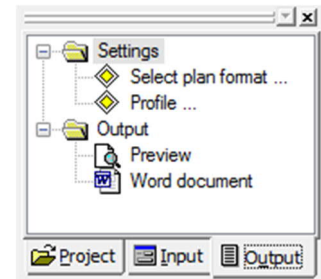 Settings
Select plan format ...
Profile ...
Output
Preview
Word document
Project Input Output